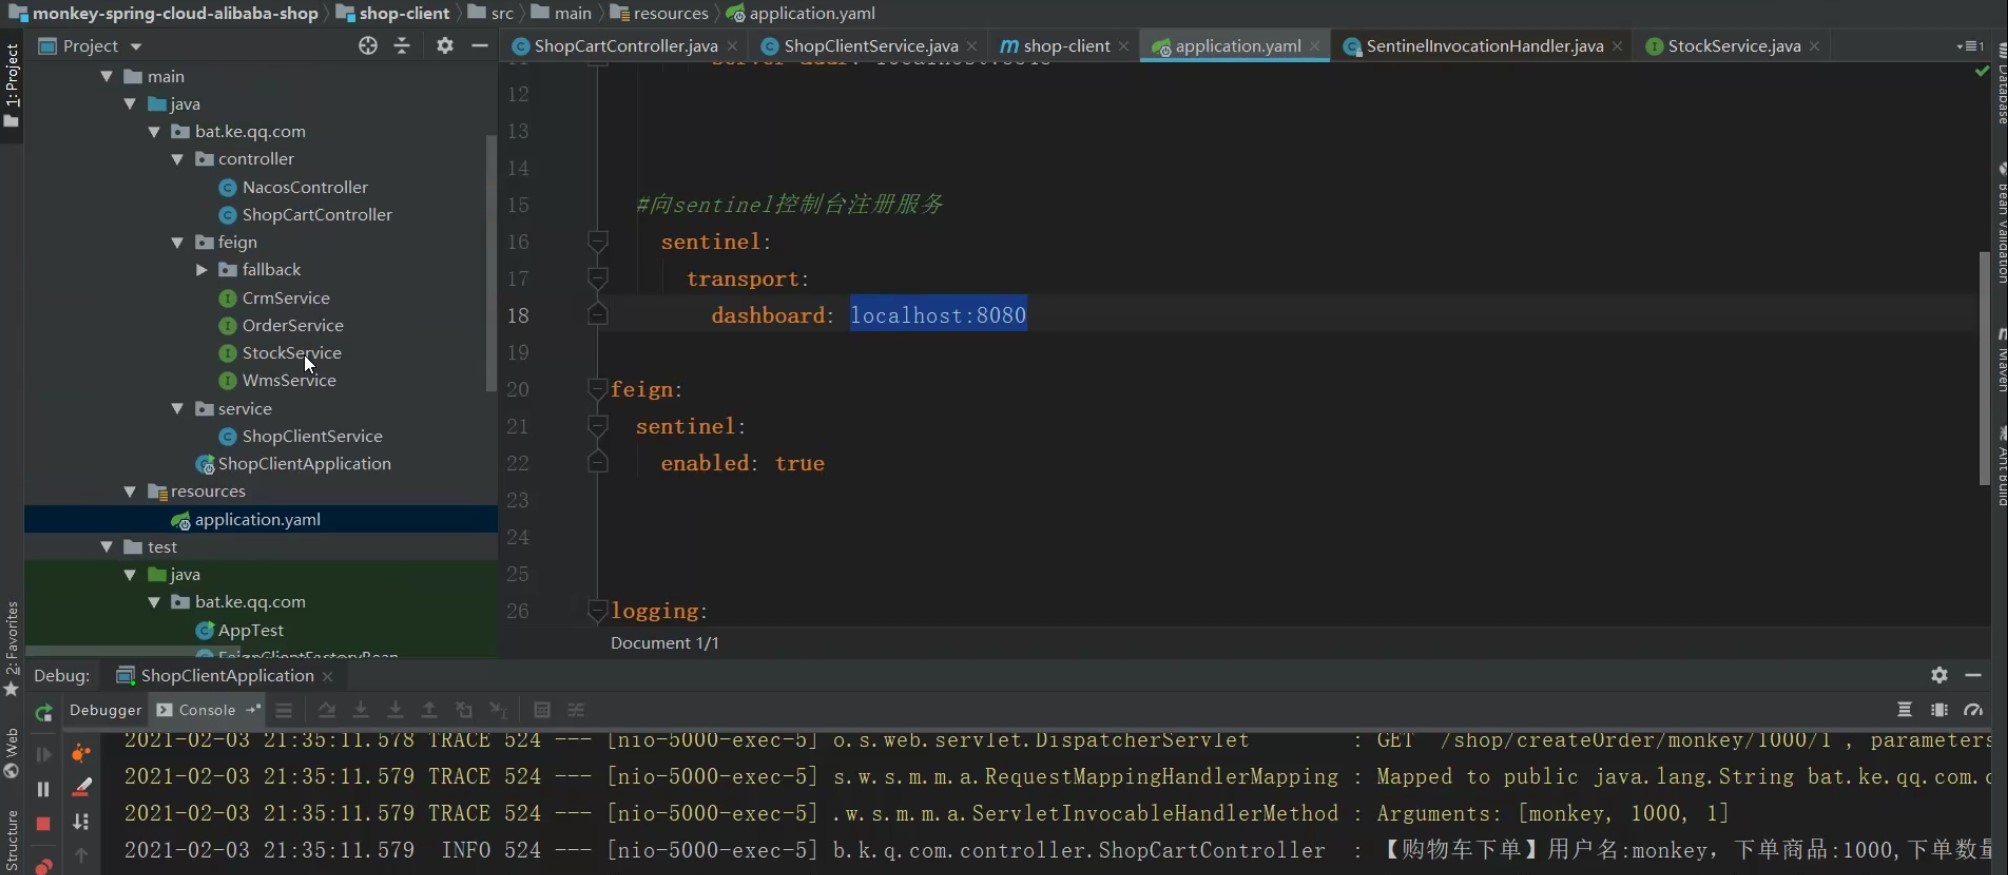 monkey-spring-cloud-alibaba-shop shop-client src main resources application.yaml
Project
ShopCartController.java ShopClientService.java shop-client application.yaml SentinelInvocationHandler.java StockService.java
1: Project
main
java
bat.ke.qq.com
controller
NacosController
ShopCartController
feign
fallback
CrmService
OrderService
StockService
WmsService
service
ShopClientService
ShopClientApplication
resources
application.yaml
test
java
bat.ke.qq.com
AppTest
FeignClientFactoryBean
12
13
14
15 #向sentinel控制台注册服务
16 sentinel:
17 transport:
18 dashboard: localhost:8080
19
20 feign:
21 sentinel:
22 enabled: true
23
24
25
26 logging:
Document 1/1
Database
Bean Validation
Maven
Ant Build
2: Favorites
Web
Structure
Debug: ShopClientApplication
Debugger Console
2021-02-03 21:35:11.578 TRACE 524 --- [nio-5000-exec-5] o.s.web.servlet.DispatcherServlet : GET /shop/createOrder/monkey/1000/1 , parameters
2021-02-03 21:35:11.579 TRACE 524 --- [nio-5000-exec-5] s.w.s.m.m.a.RequestMappingHandlerMapping : Mapped to public java.lang.String bat.ke.qq.com.c
2021-02-03 21:35:11.579 TRACE 524 --- [nio-5000-exec-5] .w.s.m.m.a.ServletInvocableHandlerMethod : Arguments: [monkey, 1000, 1]
2021-02-03 21:35:11.579 INFO 524 --- [nio-5000-exec-5] b.k.q.com.controller.ShopCartController : 【购物车下单】用户名:monkey, 下单商品:1000,下单数量